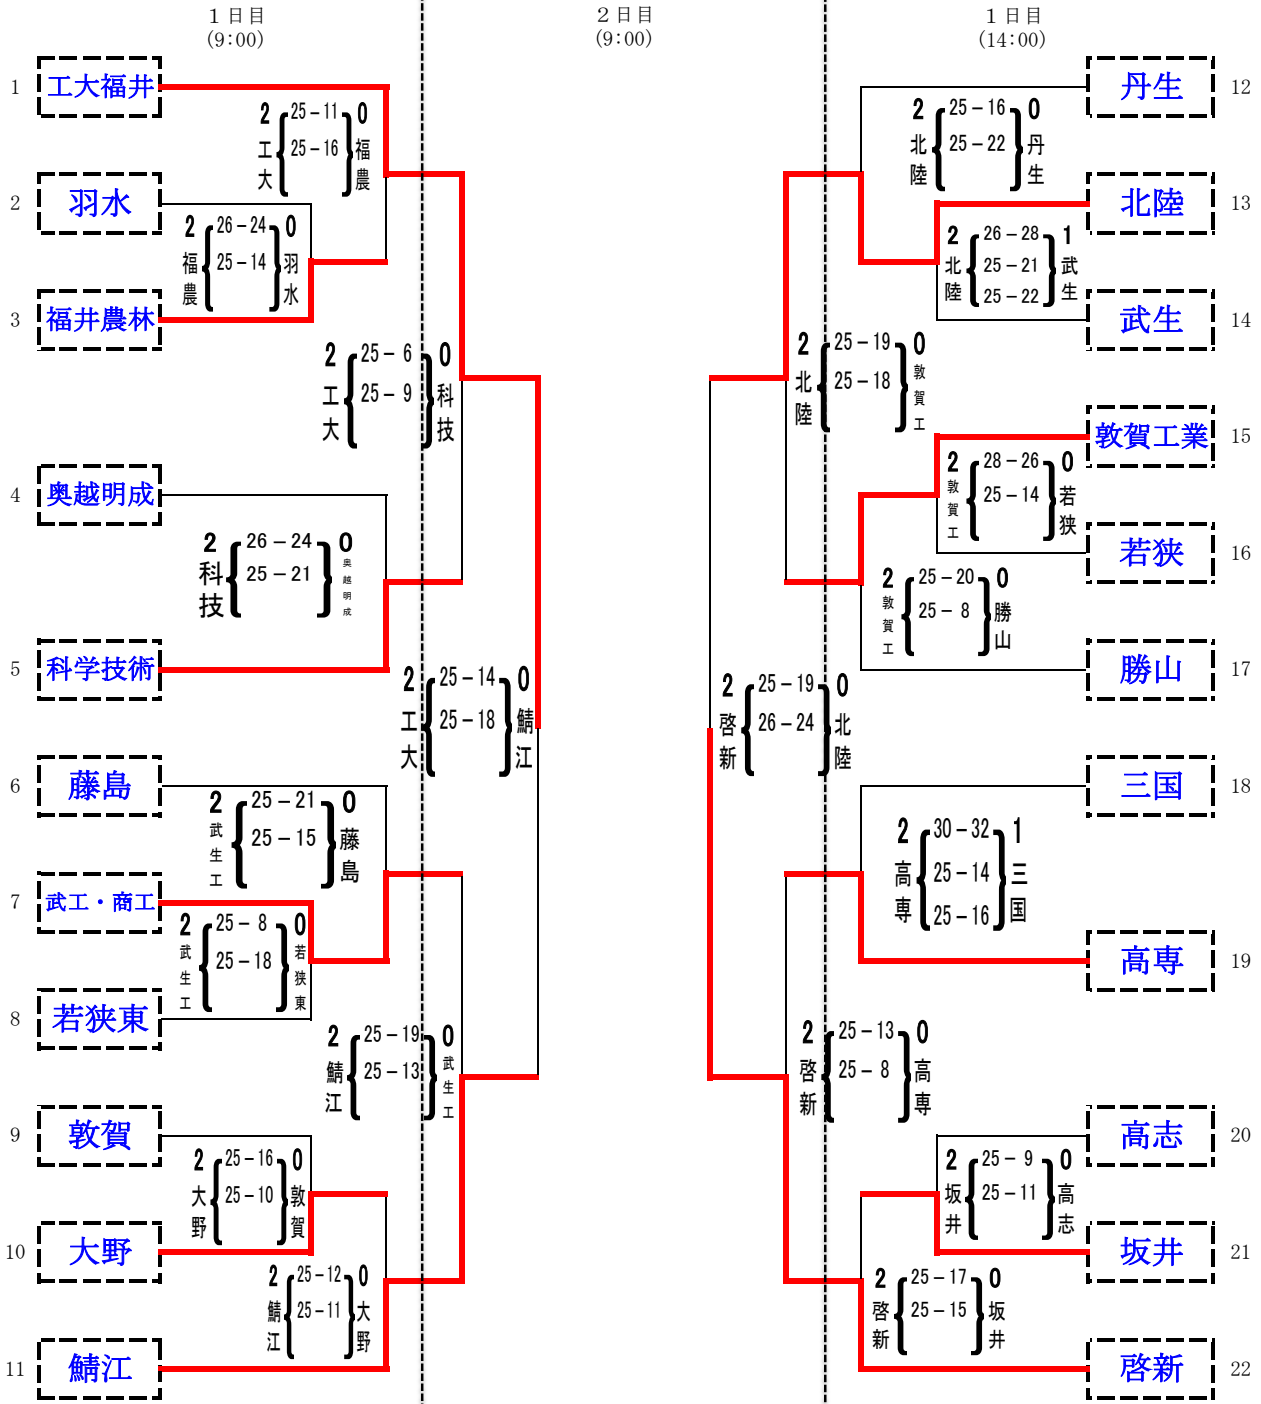 1日目
(9:00)
2日目
(9:00)
1日目
(14:00)
1 工大福井
2 羽水
3 福井農林
4 奥越明成
5 科学技術
6 藤島
7 武工・商工
8 若狭東
9 敦賀
10 大野
11 鯖江
2 工大 25-11 0 福農
25-16
2 福農 26-24 0 羽水
25-14
2 工大 25-6 0 科技
25-9
2 科技 26-24 0 奥越明成
25-21
2 工大 25-14 0 鯖江
25-18
2 武生工 25-21 0 藤島
25-15
2 武生工 25-8 0 若狭東
25-18
2 鯖江 25-19 0 武生工
25-13
2 大野 25-16 0 敦賀
25-10
2 鯖江 25-12 0 大野
25-11
丹生 12
北陸 13
武生 14
敦賀工業 15
若狭 16
勝山 17
三国 18
高専 19
高志 20
坂井 21
啓新 22
2 北陸 25-16 0 丹生
25-22
2 北陸 26-28 1 武生
25-21
25-22
2 北陸 25-19 0 敦賀工
25-18
2 敦賀工 28-26 0 若狭
25-14
2 敦賀工 25-20 0 勝山
25-8
2 啓新 25-19 0 北陸
26-24
2 高専 30-32 1 三国
25-14
25-16
2 啓新 25-13 0 高専
25-8
2 坂井 25-9 0 高志
25-11
2 啓新 25-17 0 坂井
25-15